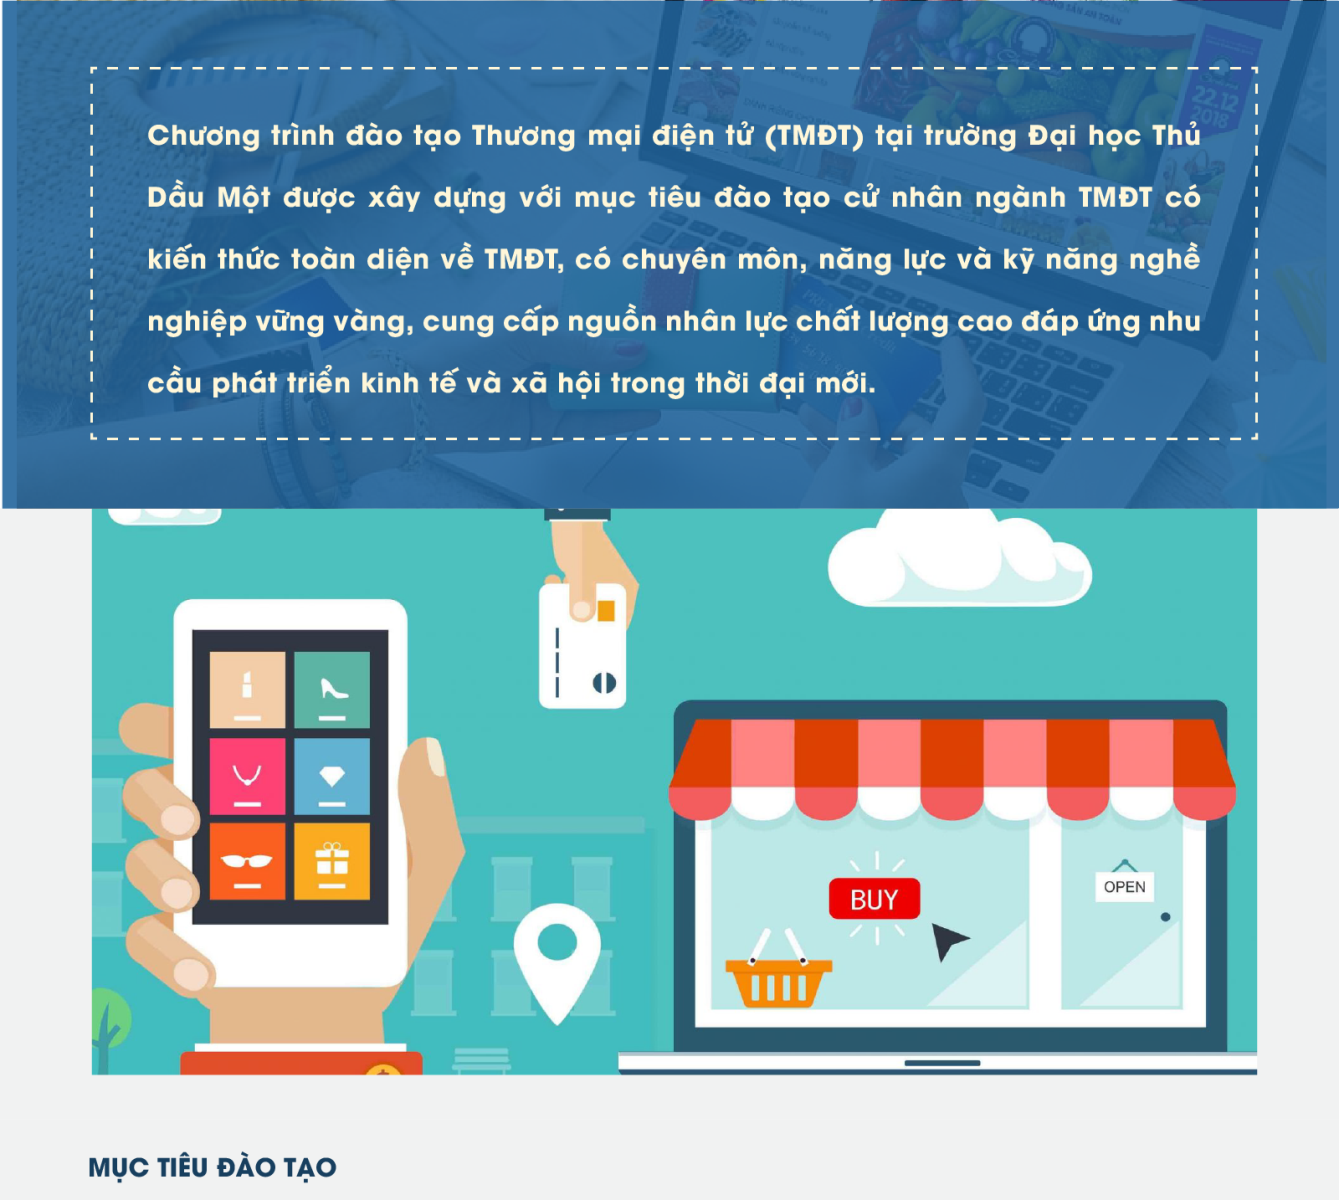 22.12
2018
Chương trình đào tạo Thương mại điện tử (TMĐT) tại trường Đại học Thủ
Dầu Một được xây dựng với mục tiêu đào tạo cử nhân ngành TMĐT có
kiến thức toàn diện về TMĐT, có chuyên môn, năng lực và kỹ năng nghề
nghiệp vững vàng, cung cấp nguồn nhân lực chất lượng cao đáp ứng nhu
cầu phát triển kinh tế và xã hội trong thời đại mới.
BUY
OPEN
MỤC TIÊU ĐÀO TẠO